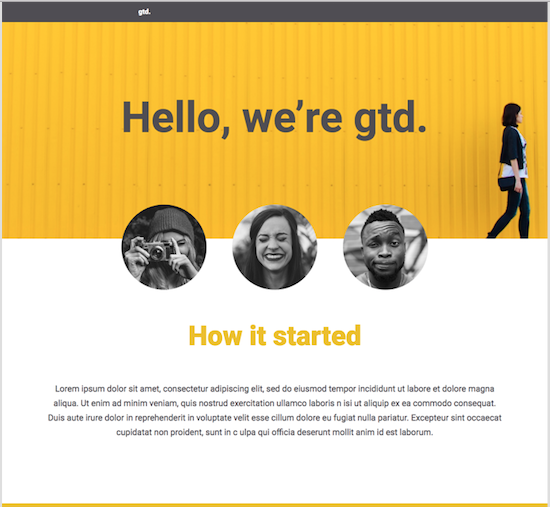 gtd.
Hello, we’re gtd.
How it started
Lorem ipsum dolor sit amet, consectetur adipiscing elit, sed do eiusmod tempor incididunt ut labore et dolore magna
aliqua. Ut enim ad minim veniam, quis nostrud exercitation ullamco laboris n isi ut aliquip ex ea commodo consequat.
Duis aute irure dolor in reprehenderit in voluptate velit esse cillum dolore eu fugiat nulla pariatur. Excepteur sint occaecat
cupidatat non proident, sunt in c ulpa qui officia deserunt mollit anim id est laborum.